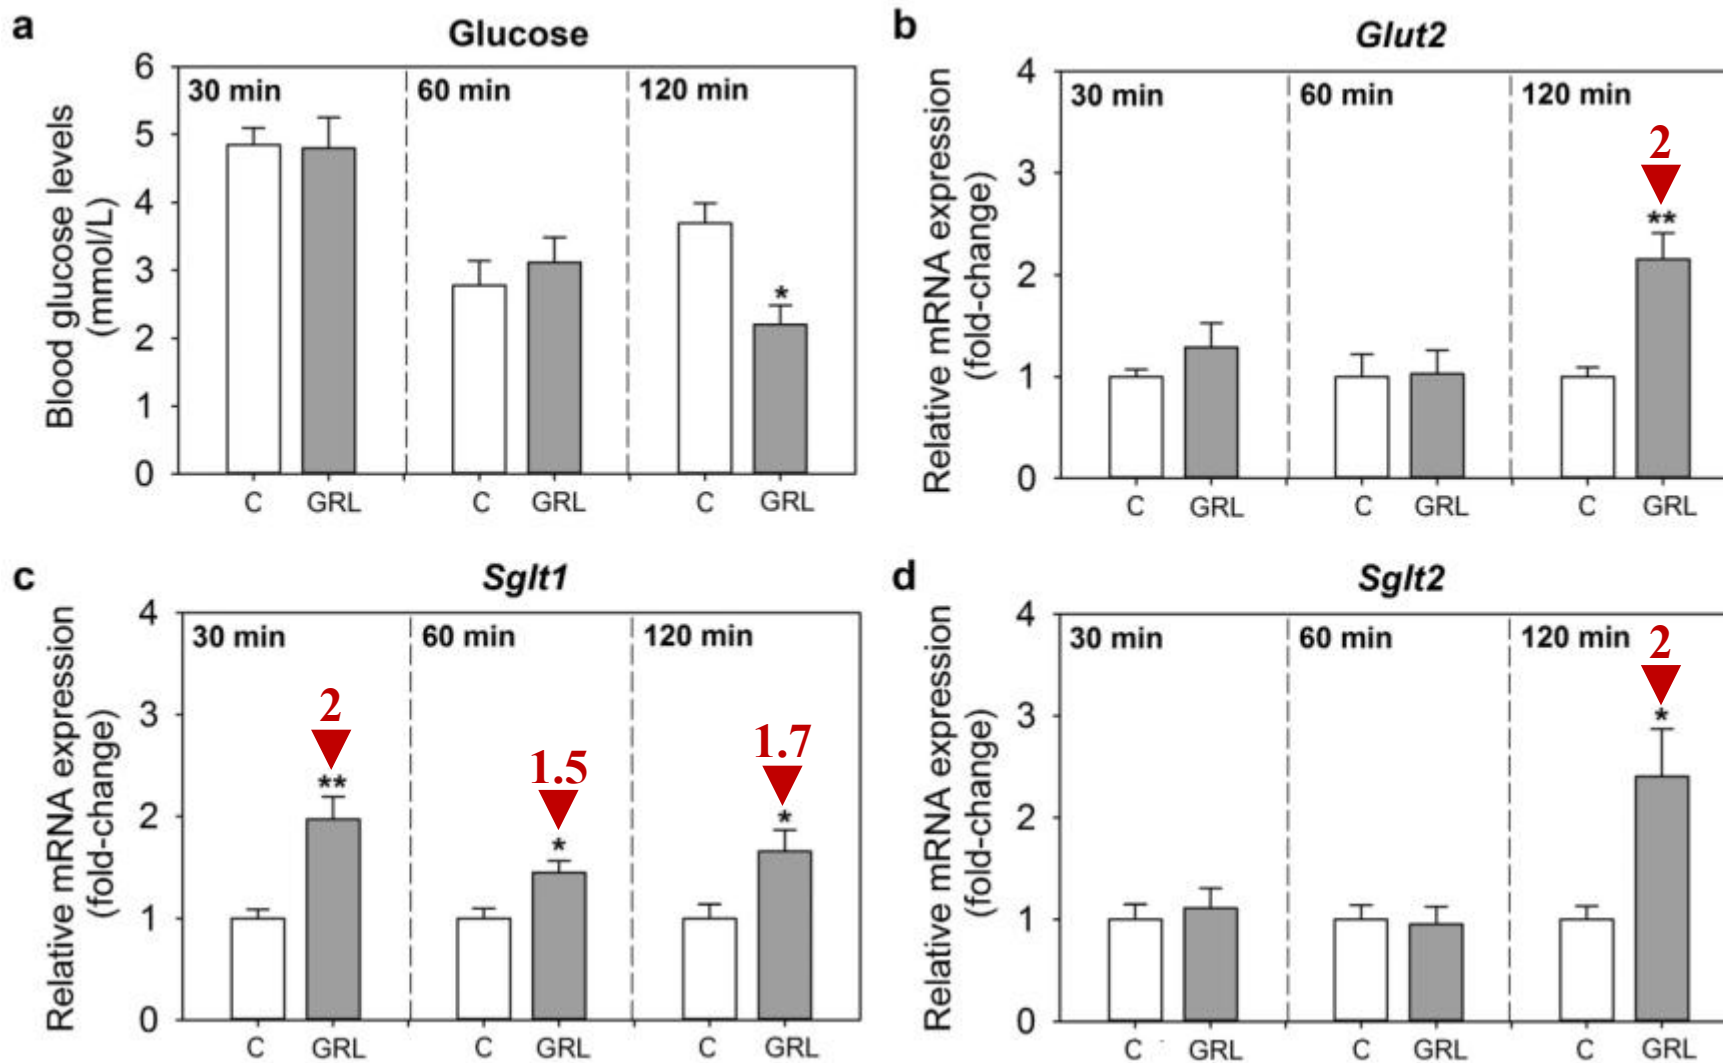 a
Glucose
Blood glucose levels
(mmol/L)
6
5
4
3
2
1
0
30 min
60 min
120 min
*
C
GRL
C
GRL
C
GRL
b
Glut2
Relative mRNA expression
(fold-change)
4
3
2
1
0
30 min
60 min
120 min
2
**
C
GRL
C
GRL
C
GRL
c
Sglt1
Relative mRNA expression
(fold-change)
4
3
2
1
0
30 min
60 min
120 min
2
**
1.5
*
1.7
*
C
GRL
C
GRL
C
GRL
d
Sglt2
Relative mRNA expression
(fold-change)
4
3
2
1
0
30 min
60 min
120 min
2
*
C
GRL
C
GRL
C
GRL